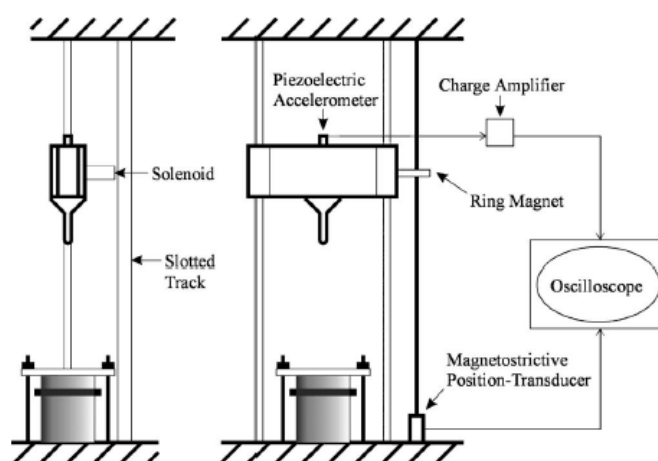 Piezoelectric
Accelerometer
Charge Amplifier
Solenoid
Ring Magnet
Slotted
Track
Oscilloscope
Magnetostrictive
Position-Transducer